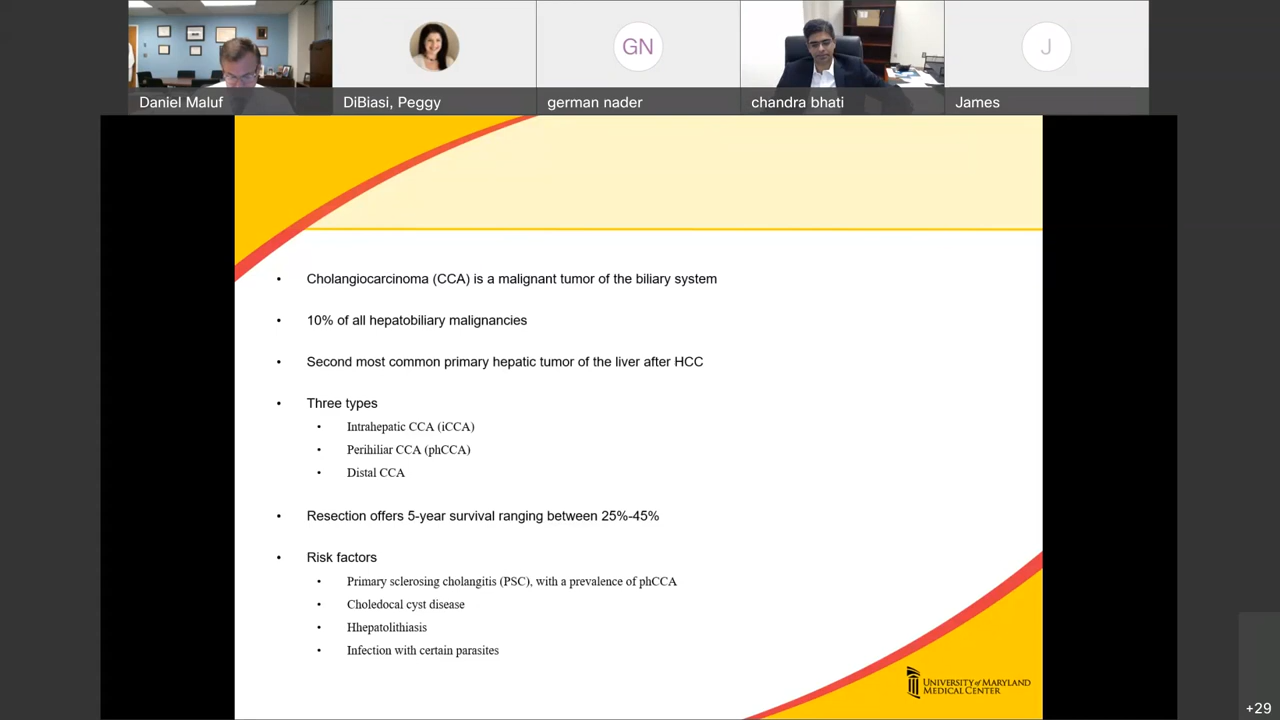 GN
J
Daniel Maluf
DiBiasi, Peggy
german nader
chandra bhati
James
• Cholangiocarcinoma (CCA) is a malignant tumor of the biliary system
• 10% of all hepatobiliary malignancies
• Second most common primary hepatic tumor of the liver after HCC
• Three types
• Intrahepatic CCA (iCCA)
• Perihiliar CCA (phCCA)
• Distal CCA
• Resection offers 5-year survival ranging between 25%-45%
• Risk factors
• Primary sclerosing cholangitis (PSC), with a prevalence of phCCA
• Choledocal cyst disease
• Hhepatolithiasis
• Infection with certain parasites
UNIVERSITY of MARYLAND
MEDICAL CENTER
+29